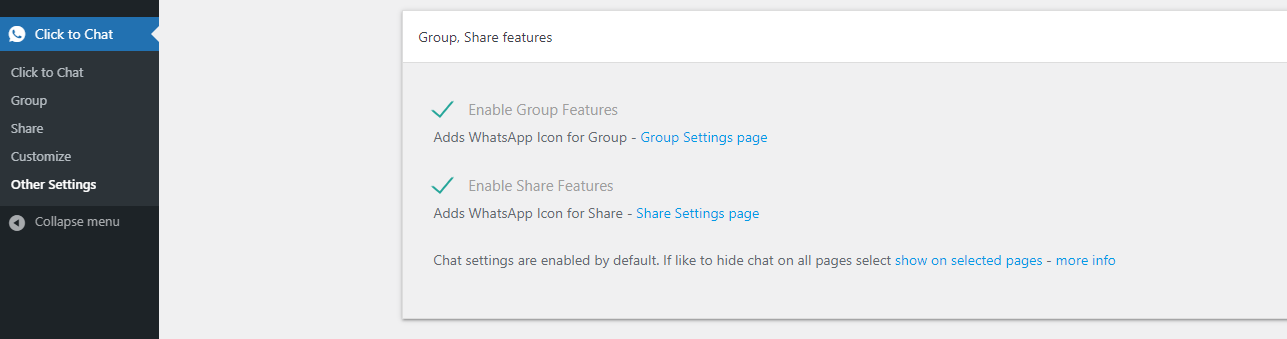 Click to Chat
Click to Chat
Group
Share
Customize
Other Settings
Collapse menu
Group, Share features
Enable Group Features
Adds WhatsApp Icon for Group - Group Settings page
Enable Share Features
Adds WhatsApp Icon for Share - Share Settings page
Chat settings are enabled by default. If like to hide chat on all pages select show on selected pages - more info